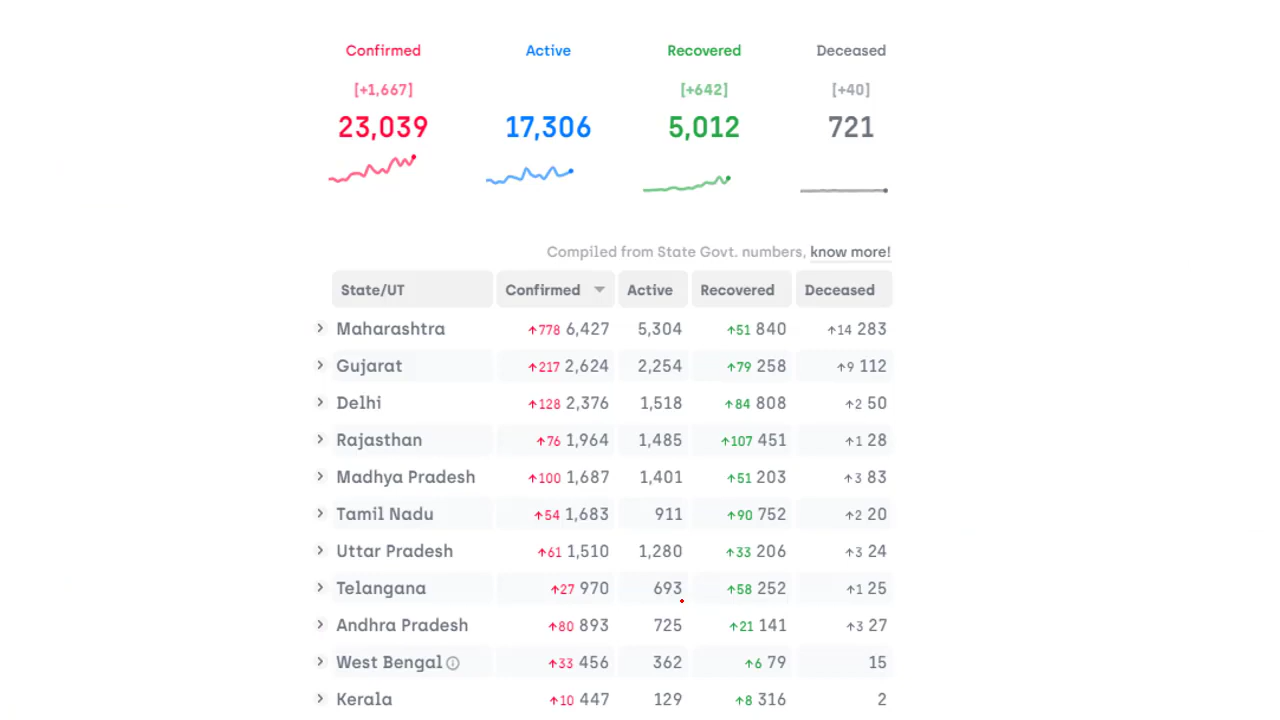 Confirmed Active Recovered Deceased
[+1,667] [+642] [+40]
23,039 17,306 5,012 721
Compiled from State Govt. numbers, know more!
State/UT Confirmed Active Recovered Deceased
Maharashtra ↑778 6,427 5,304 ↑51 840 ↑14 283
Gujarat ↑217 2,624 2,254 ↑79 258 ↑9 112
Delhi ↑128 2,376 1,518 ↑84 808 ↑2 50
Rajasthan ↑76 1,964 1,485 ↑107 451 ↑1 28
Madhya Pradesh ↑100 1,687 1,401 ↑51 203 ↑3 83
Tamil Nadu ↑54 1,683 911 ↑90 752 ↑2 20
Uttar Pradesh ↑61 1,510 1,280 ↑33 206 ↑3 24
Telangana ↑27 970 693 ↑58 252 ↑1 25
Andhra Pradesh ↑80 893 725 ↑21 141 ↑3 27
West Bengal ↑33 456 362 ↑6 79 15
Kerala ↑10 447 129 ↑8 316 2